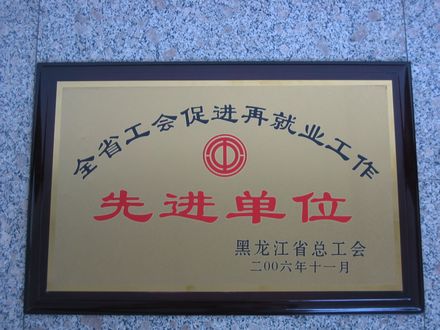 全省工会促进再就业工作
先进单位
黑龙江省总工会
二00六年十一月